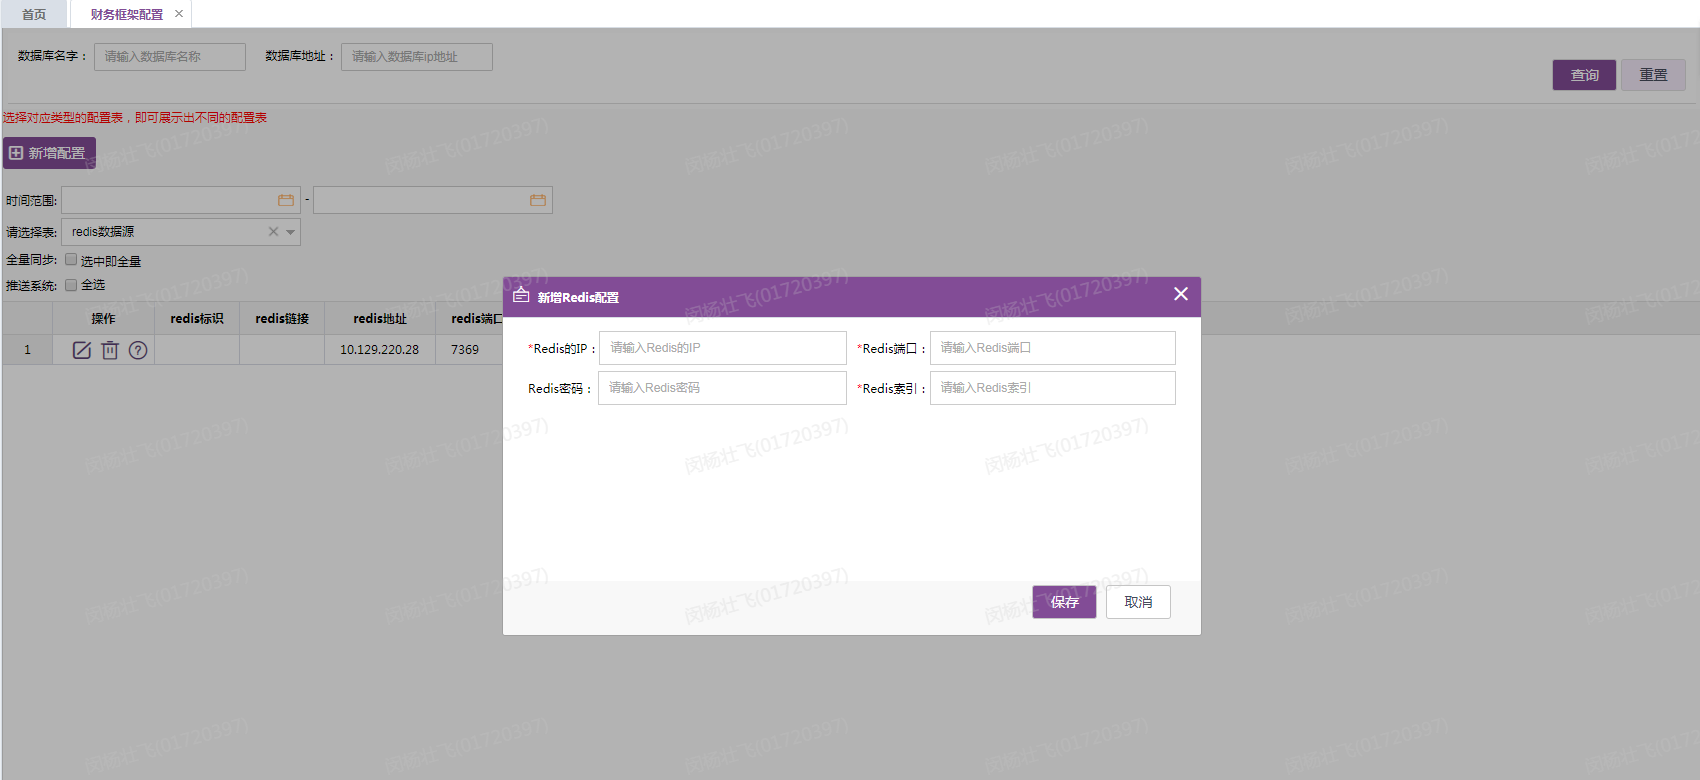 首页 财务框架配置
数据库名字： 请输入数据库名称 数据库地址： 请输入数据库ip地址
查询 重置
选择对应类型的配置表，即可展示出不同的配置表
新增配置
时间范围: -
请选择表: redis数据源
全量同步: 选中即全量
推送系统: 全选
操作 redis标识 redis链接 redis地址 redis端口
1 10.129.220.28 7369
新增Redis配置
*Redis的IP： 请输入Redis的IP *Redis端口： 请输入Redis端口
Redis密码： 请输入Redis密码 *Redis索引： 请输入Redis索引
保存 取消
闵杨壮飞(01720397)